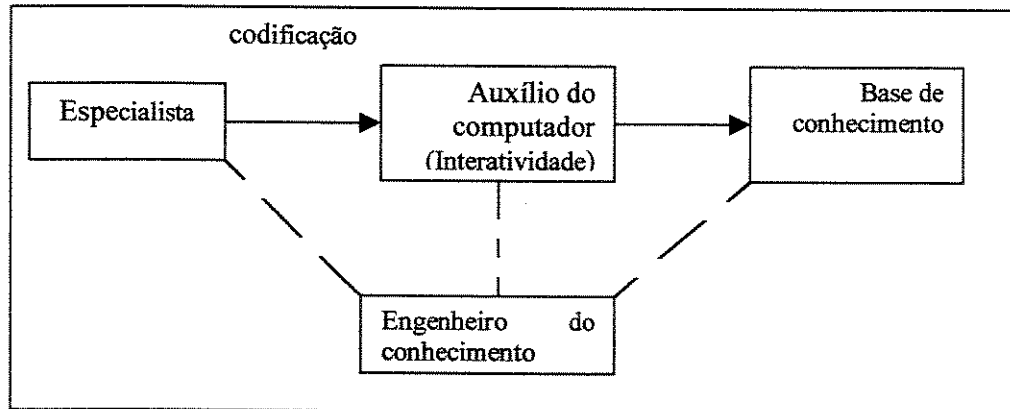 codificação
Especialista
Auxílio do
computador
(Interatividade)
Base de
conhecimento
Engenheiro do
conhecimento